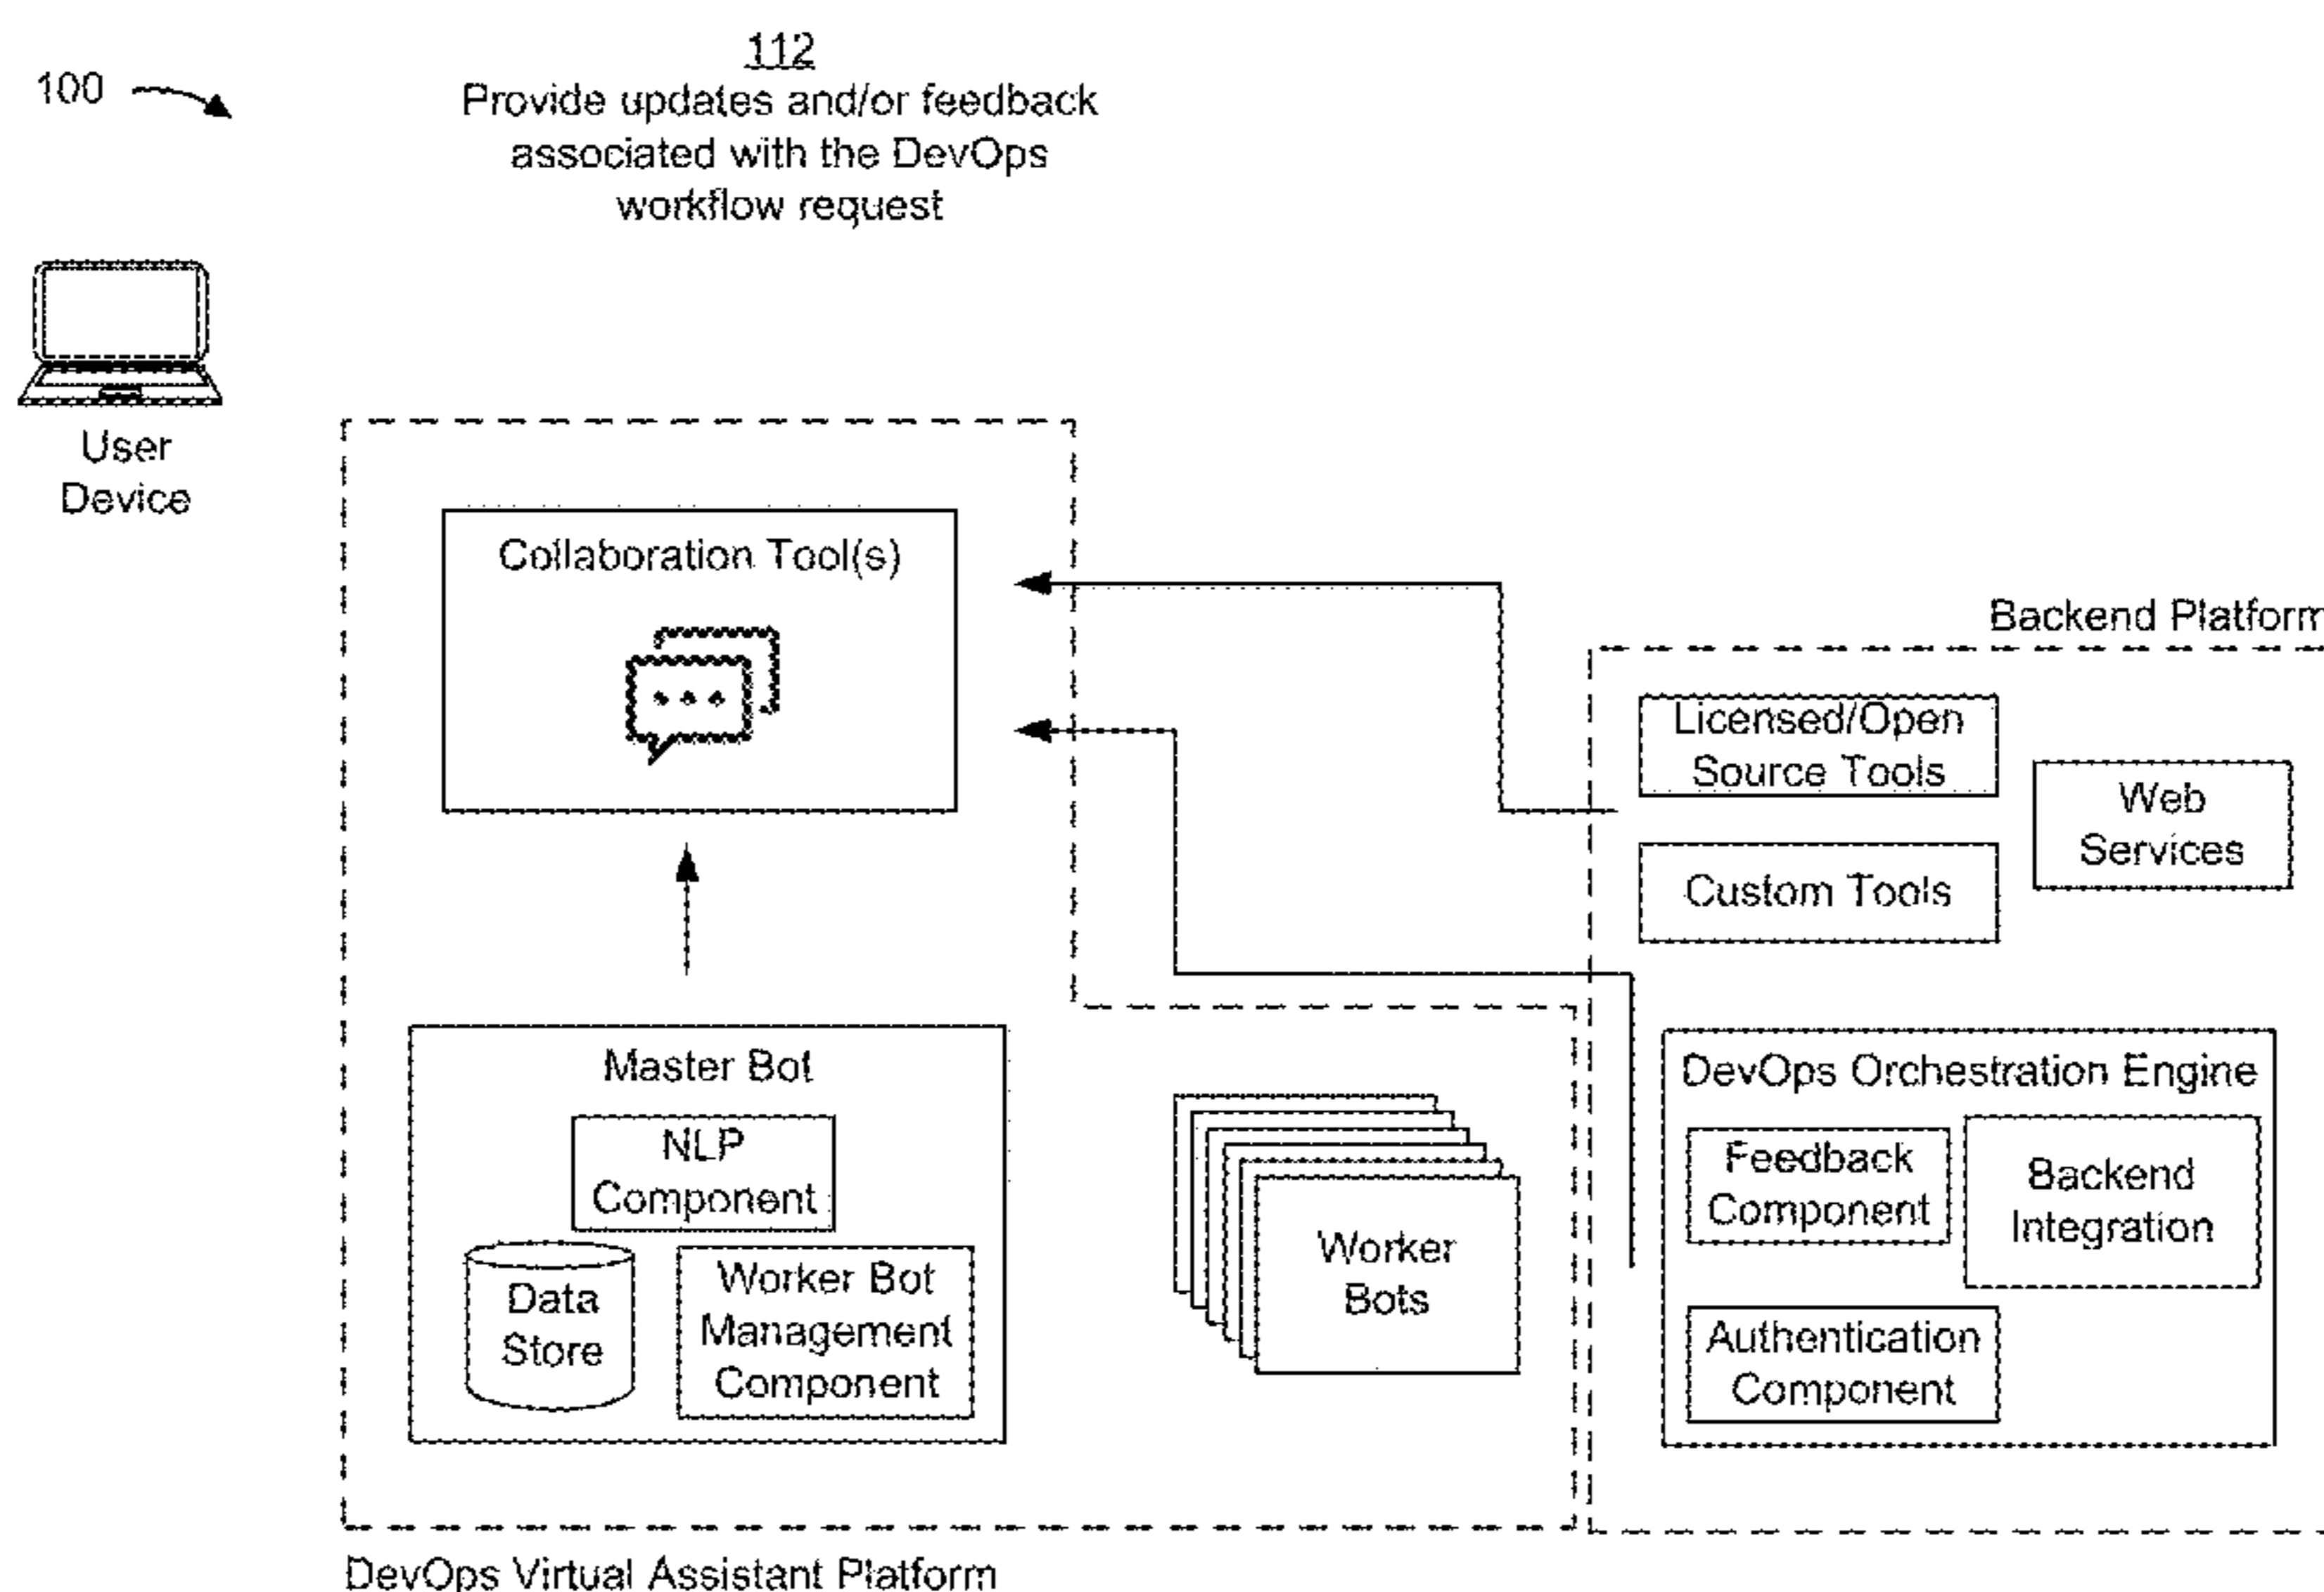 112
100
Provide updates and/or feedback
associated with the DevOps
workflow request
User
Device
Collaboration Tool(s)
Backend Platform
Licensed/Open
Source Tools
Web
Services
Custom Tools
Master Bot
NLP
Component
Data
Store
Worker Bot
Management
Component
Worker
Bots
DevOps Orchestration Engine
Feedback
Component
Backend
Integration
Authentication
Component
DevOps Virtual Assistant Platform